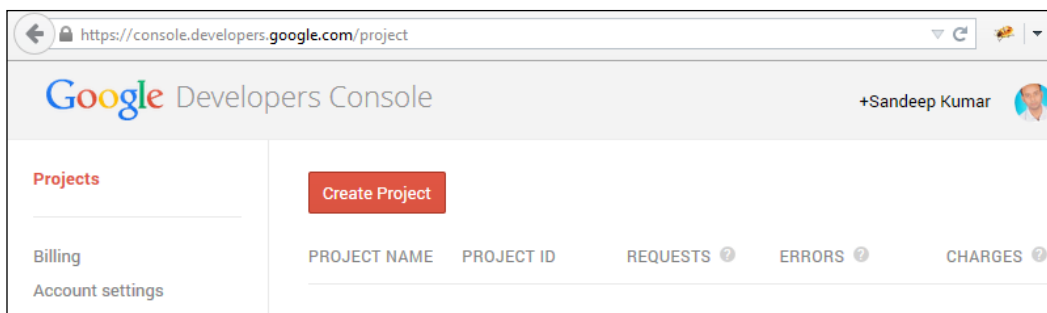 https://console.developers.google.com/project
Google Developers Console
+Sandeep Kumar
Projects
Create Project
Billing
Account settings
PROJECT NAME PROJECT ID REQUESTS ? ERRORS ? CHARGES ?